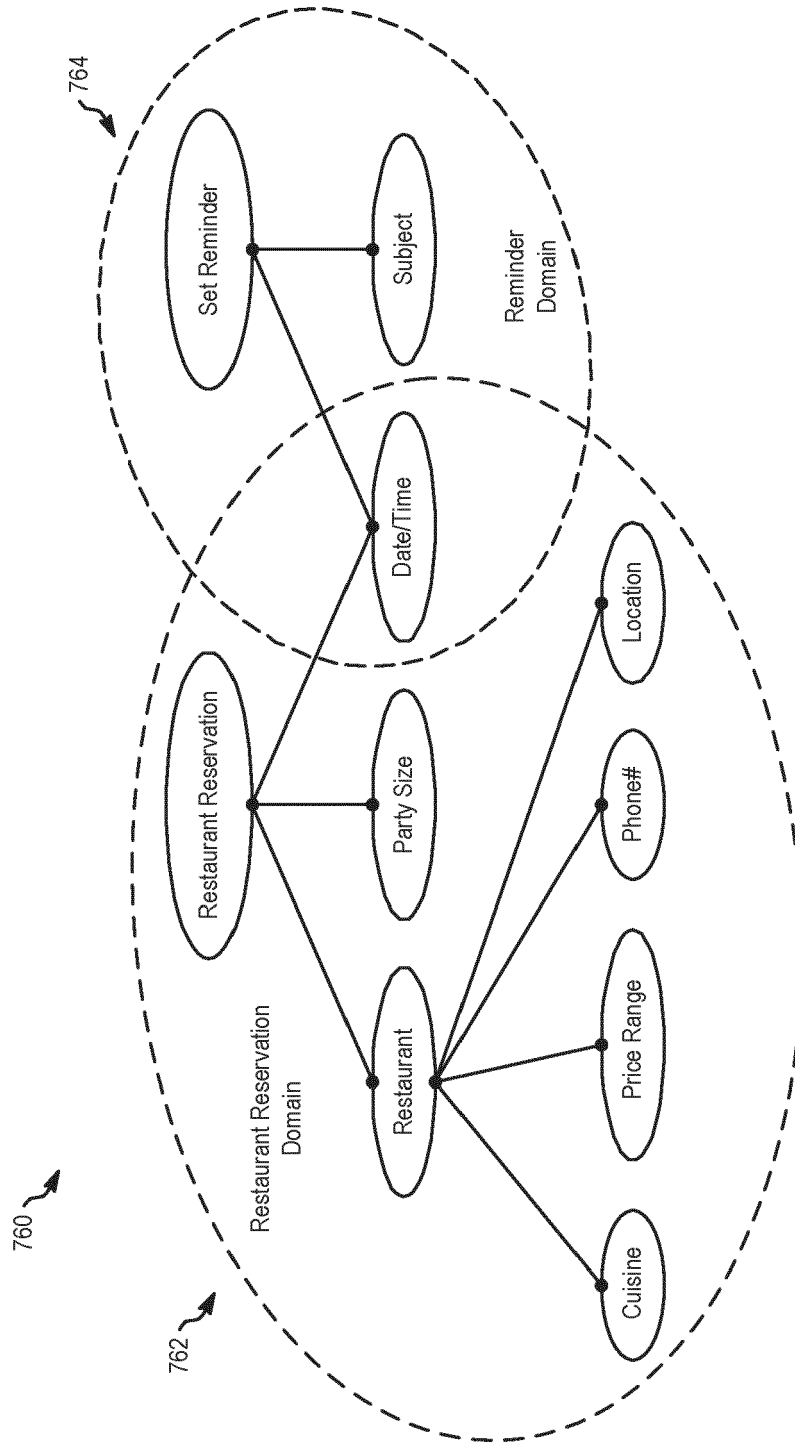 760
762
764
Restaurant Reservation
Set Reminder
Restaurant Reservation
Domain
Restaurant
Party Size
Date/Time
Subject
Reminder
Domain
Cuisine
Price Range
Phone#
Location